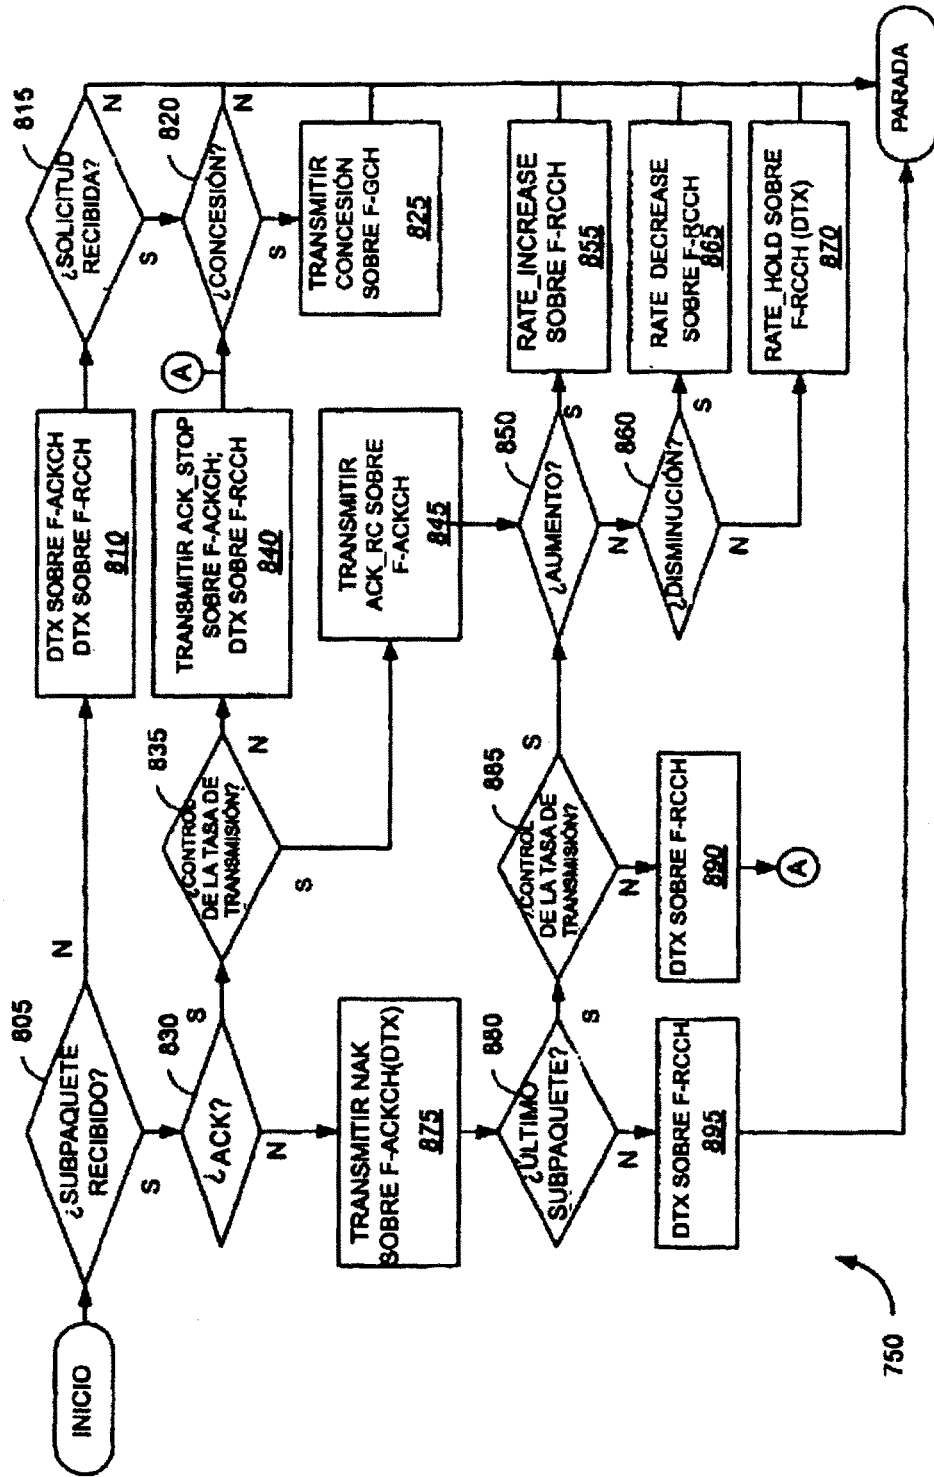 INICIO
805
¿SUBPAQUETE
RECIBIDO?
N
S
DTX SOBRE F-ACKCH
DTX SOBRE F-RCCH
810
815
¿SOLICITUD
RECIBIDA?
N
S
830
¿ACK?
S
N
835
¿CONTROL
DE LA TASA DE
TRANSMISIÓN?
N
S
TRANSMITIR ACK_STOP
SOBRE F-ACKCH;
DTX SOBRE F-RCCH
840
A
820
¿CONCESIÓN?
N
S
TRANSMITIR
CONCESIÓN
SOBRE F-GCH
825
TRANSMITIR
ACK_RC SOBRE
F-ACKCH
845
TRANSMITIR NAK
SOBRE F-ACKCH(DTX)
875
880
¿ÚLTIMO
SUBPAQUETE?
S
N
885
¿CONTROL
DE LA TASA DE
TRANSMISIÓN?
S
N
850
¿AUMENTO?
S
N
RATE_INCREASE
SOBRE F-RCCH
855
860
¿DISMINUCIÓN?
S
N
RATE DECREASE
SOBRE F-RCCH
865
RATE_HOLD SOBRE
F-RCCH (DTX)
870
DTX SOBRE F-RCCH
895
DTX SOBRE F-RCCH
890
A
PARADA
750